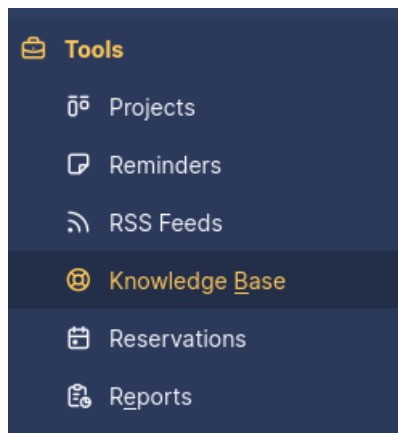 Tools
Projects
Reminders
RSS Feeds
Knowledge Base
Reservations
Reports